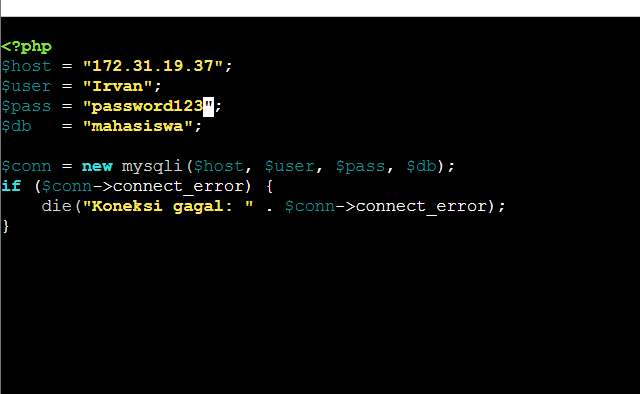 <?php
$host = "172.31.19.37";
$user = "Irvan";
$pass = "password123";
$db   = "mahasiswa";

$conn = new mysqli($host, $user, $pass, $db);
if ($conn->connect_error) {
    die("Koneksi gagal: " . $conn->connect_error);
}